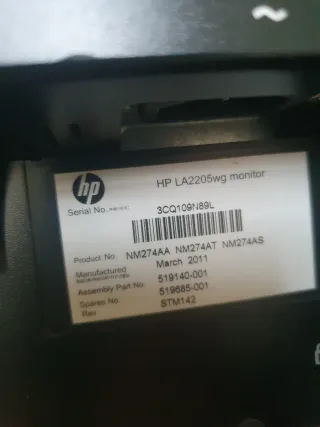 hp
HP LA2205wg monitor
Serial No.
3CQ109N89L
Product No. NM274AA NM274AT NM274AS
Manufactured March 2011
Assembly Part No. 519140-001
Spares No. 519685-001
Rev STM142